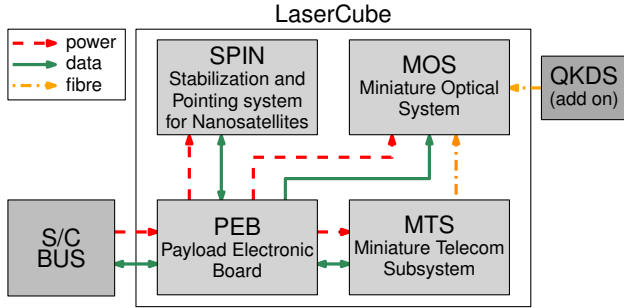 LaserCube
power
data
fibre
SPIN
Stabilization and
Pointing system
for Nanosatellites
MOS
Miniature Optical
System
QKDS
(add on)
S/C
BUS
PEB
Payload Electronic
Board
MTS
Miniature Telecom
Subsystem